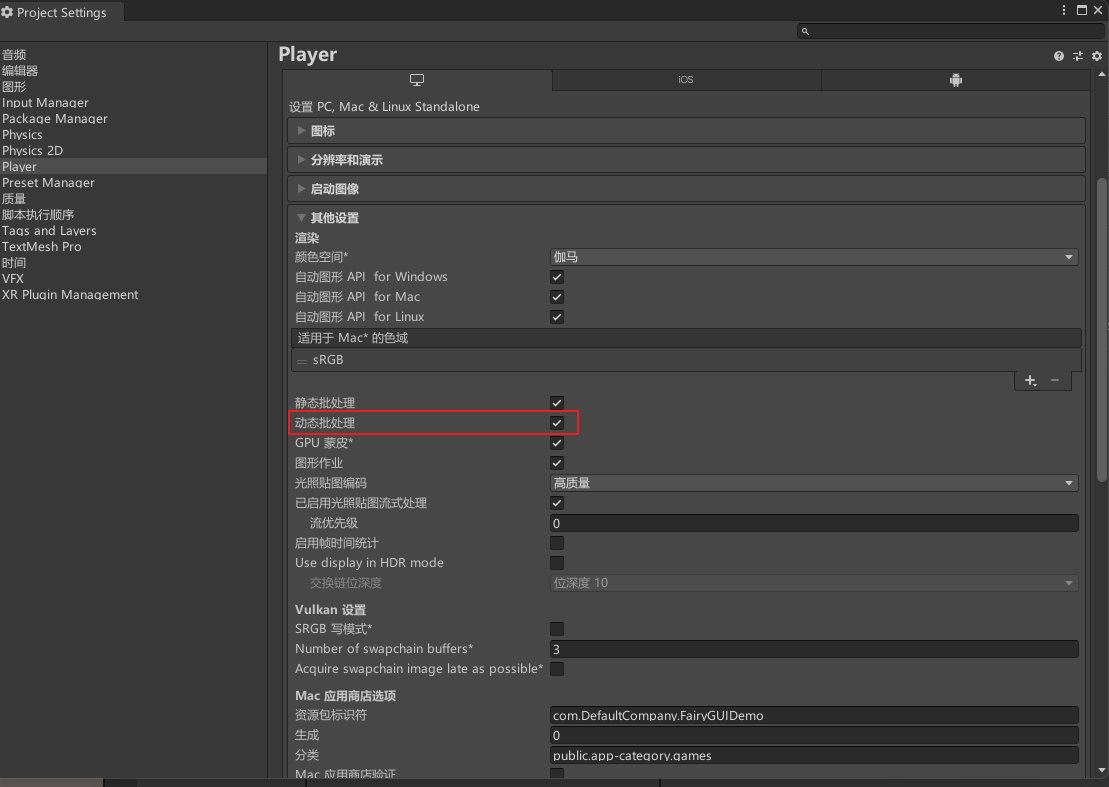 Project Settings
音频
编辑器
图形
Input Manager
Package Manager
Physics
Physics 2D
Player
Preset Manager
质量
脚本执行顺序
Tags and Layers
TextMesh Pro
时间
VFX
XR Plugin Management
Player
iOS
设置 PC, Mac & Linux Standalone
图标
分辨率和演示
启动图像
其他设置
渲染
颜色空间* 伽马
自动图形 API for Windows
自动图形 API for Mac
自动图形 API for Linux
适用于 Mac* 的色域
sRGB
静态批处理
动态批处理
GPU 蒙皮*
图形作业
光照贴图编码 高质量
已启用光照贴图流式处理
流优先级 0
启用帧时间统计
Use display in HDR mode
交换链位深度 位深度 10
Vulkan 设置
SRGB 写模式*
Number of swapchain buffers* 3
Acquire swapchain image late as possible*
Mac 应用商店选项
资源包标识符 com.DefaultCompany.FairyGUIDemo
生成 0
分类 public.app-category.games
Mac 应用商店验证